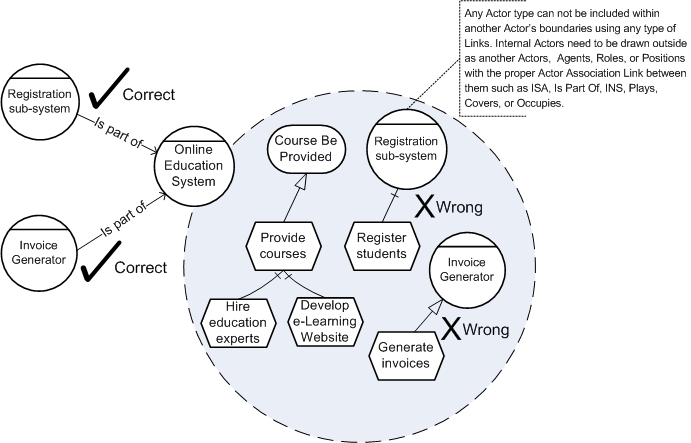 Any Actor type can not be included within
another Actor's boundaries using any type of
Links. Internal Actors need to be drawn outside
as another Actors, Agents, Roles, or Positions
with the proper Actor Association Link between
them such as ISA, Is Part Of, INS, Plays,
Covers, or Occupies.
Registration
sub-system
Correct
Is part of
Online
Education
System
Is part of
Invoice
Generator
Correct
Course Be
Provided
Registration
sub-system
X Wrong
Provide
courses
Register
students
Invoice
Generator
Hire
education
experts
Develop
e-Learning
Website
X Wrong
Generate
invoices